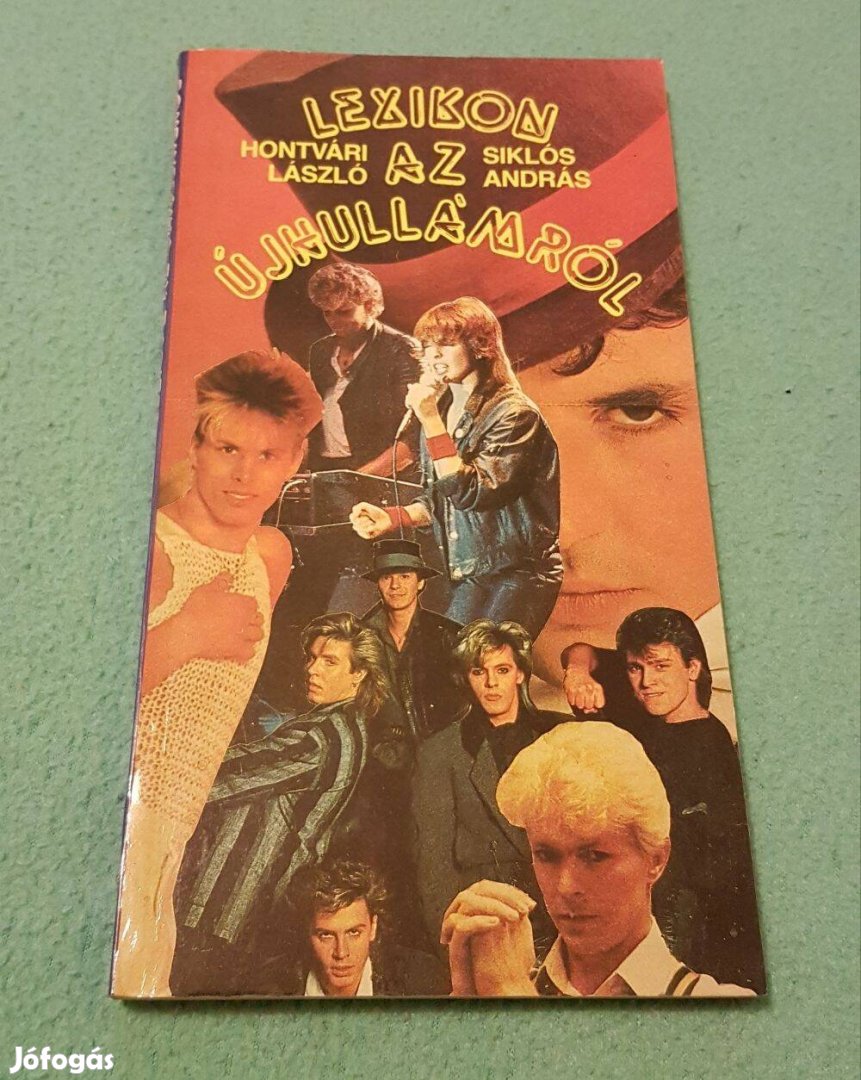 LEXIKON
HONTVÁRI
LÁSZLÓ
AZ
SIKLÓS
ANDRÁS
ÚJHULLÁMRÓL
Jófogás